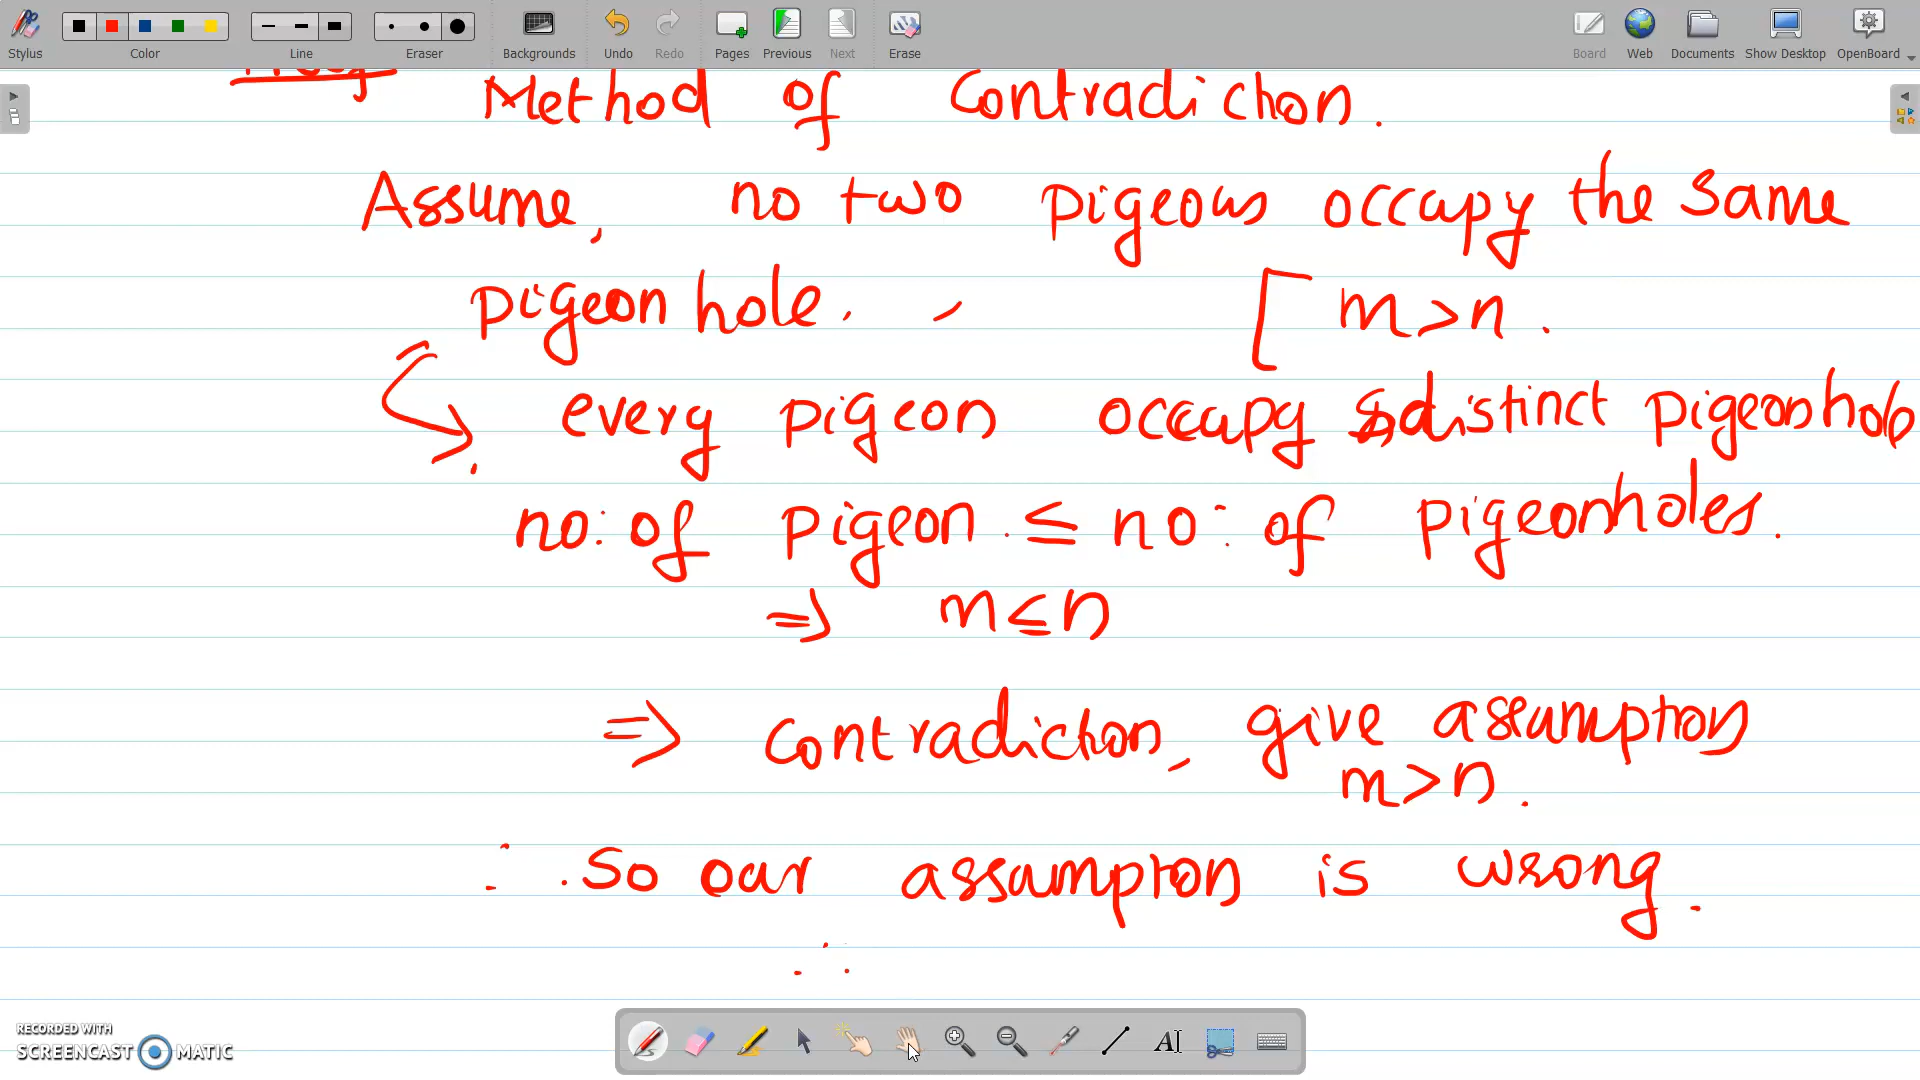 Stylus Color Line Eraser Backgrounds Undo Redo Pages Previous Next Erase Board Web Documents Show Desktop OpenBoard
Method of Contradiction.
Assume, no two pigeons occupy the same
pigeon hole. [ m>n.
every pigeon occupy distinct pigeonhole
no: of pigeon ≤ no: of pigeonholes.
⇒ m≤n
⇒ contradiction, give assumption
m>n.
∴ So our assumption is wrong.
∴
RECORDED WITH
SCREENCAST MATIC